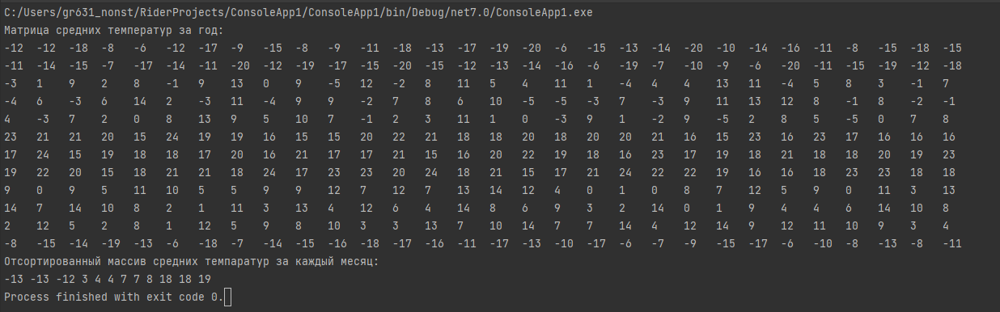 C:/Users/gr631_nonst/RiderProjects/ConsoleApp1/ConsoleApp1/bin/Debug/net7.0/ConsoleApp1.exe
Матрица средних температур за год:
-12 -12 -18 -8 -6 -12 -17 -9 -15 -8 -9 -11 -18 -13 -17 -19 -20 -6 -15 -13 -14 -20 -10 -14 -16 -11 -8 -15 -18 -15
-11 -14 -15 -7 -17 -14 -11 -20 -12 -19 -17 -15 -20 -15 -12 -13 -14 -16 -6 -19 -7 -10 -9 -6 -20 -11 -15 -19 -12 -18
-3 1 9 2 8 -1 9 13 0 9 -5 12 -2 8 11 5 4 11 1 -4 4 4 13 11 -4 5 8 3 -1 7
-4 6 -3 6 14 2 -3 11 -4 9 9 -2 7 8 6 10 -5 -5 -3 7 -3 9 11 13 12 8 -1 8 -2 -1
4 -3 7 2 0 8 13 9 5 10 7 -1 2 3 11 1 0 -3 9 1 -2 9 -5 2 8 5 -5 0 7 8
23 21 21 20 15 24 19 19 16 15 15 20 22 21 18 18 20 18 20 20 21 16 15 23 16 23 17 16 16 16
17 24 15 19 18 18 17 20 16 21 17 17 21 15 16 20 22 19 18 16 23 17 19 18 21 18 18 20 19 23
19 22 20 15 18 21 21 18 24 17 23 23 20 24 18 21 15 17 21 24 22 22 19 16 16 18 23 23 18 18
9 0 9 5 11 10 5 5 9 9 12 7 12 7 13 14 12 4 0 1 0 8 7 12 5 9 0 11 3 13
14 7 14 10 8 2 1 11 3 13 4 12 6 4 14 8 6 9 3 2 14 0 1 9 4 4 6 14 10 8
2 12 5 2 8 1 12 5 9 8 10 3 3 13 7 10 14 7 7 14 4 12 14 9 12 11 10 9 3 4
-8 -15 -14 -19 -13 -6 -18 -7 -14 -15 -16 -18 -17 -16 -11 -17 -13 -10 -17 -6 -7 -9 -15 -17 -6 -10 -8 -13 -8 -11
Отсортированный массив средних темпаратур за каждый месяц:
-13 -13 -12 3 4 4 7 7 8 18 18 19
Process finished with exit code 0.